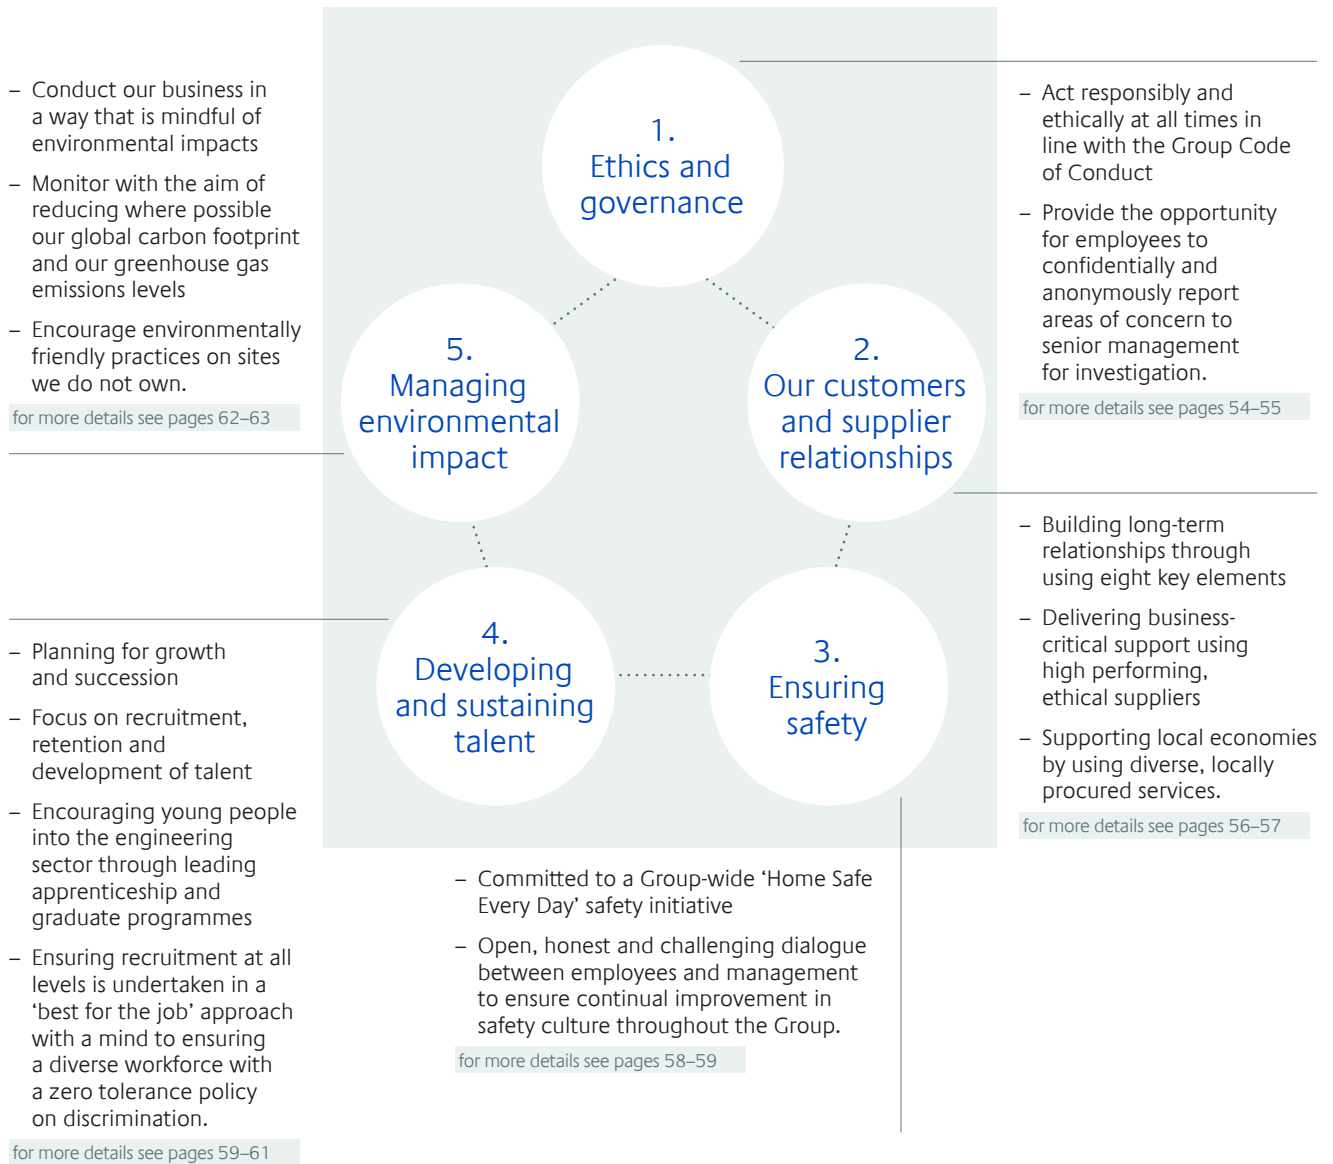 1.
Ethics and
governance
– Act responsibly and
ethically at all times in
line with the Group Code
of Conduct
– Provide the opportunity
for employees to
confidentially and
anonymously report
areas of concern to
senior management
for investigation.
for more details see pages 54–55
2.
Our customers
and supplier
relationships
– Building long-term
relationships through
using eight key elements
– Delivering business-
critical support using
high performing,
ethical suppliers
– Supporting local economies
by using diverse, locally
procured services.
for more details see pages 56–57
3.
Ensuring
safety
– Committed to a Group-wide ‘Home Safe
Every Day’ safety initiative
– Open, honest and challenging dialogue
between employees and management
to ensure continual improvement in
safety culture throughout the Group.
for more details see pages 58–59
4.
Developing
and sustaining
talent
– Planning for growth
and succession
– Focus on recruitment,
retention and
development of talent
– Encouraging young people
into the engineering
sector through leading
apprenticeship and
graduate programmes
– Ensuring recruitment at all
levels is undertaken in a
‘best for the job’ approach
with a mind to ensuring
a diverse workforce with
a zero tolerance policy
on discrimination.
for more details see pages 59–61
5.
Managing
environmental
impact
– Conduct our business in
a way that is mindful of
environmental impacts
– Monitor with the aim of
reducing where possible
our global carbon footprint
and our greenhouse gas
emissions levels
– Encourage environmentally
friendly practices on sites
we do not own.
for more details see pages 62–63